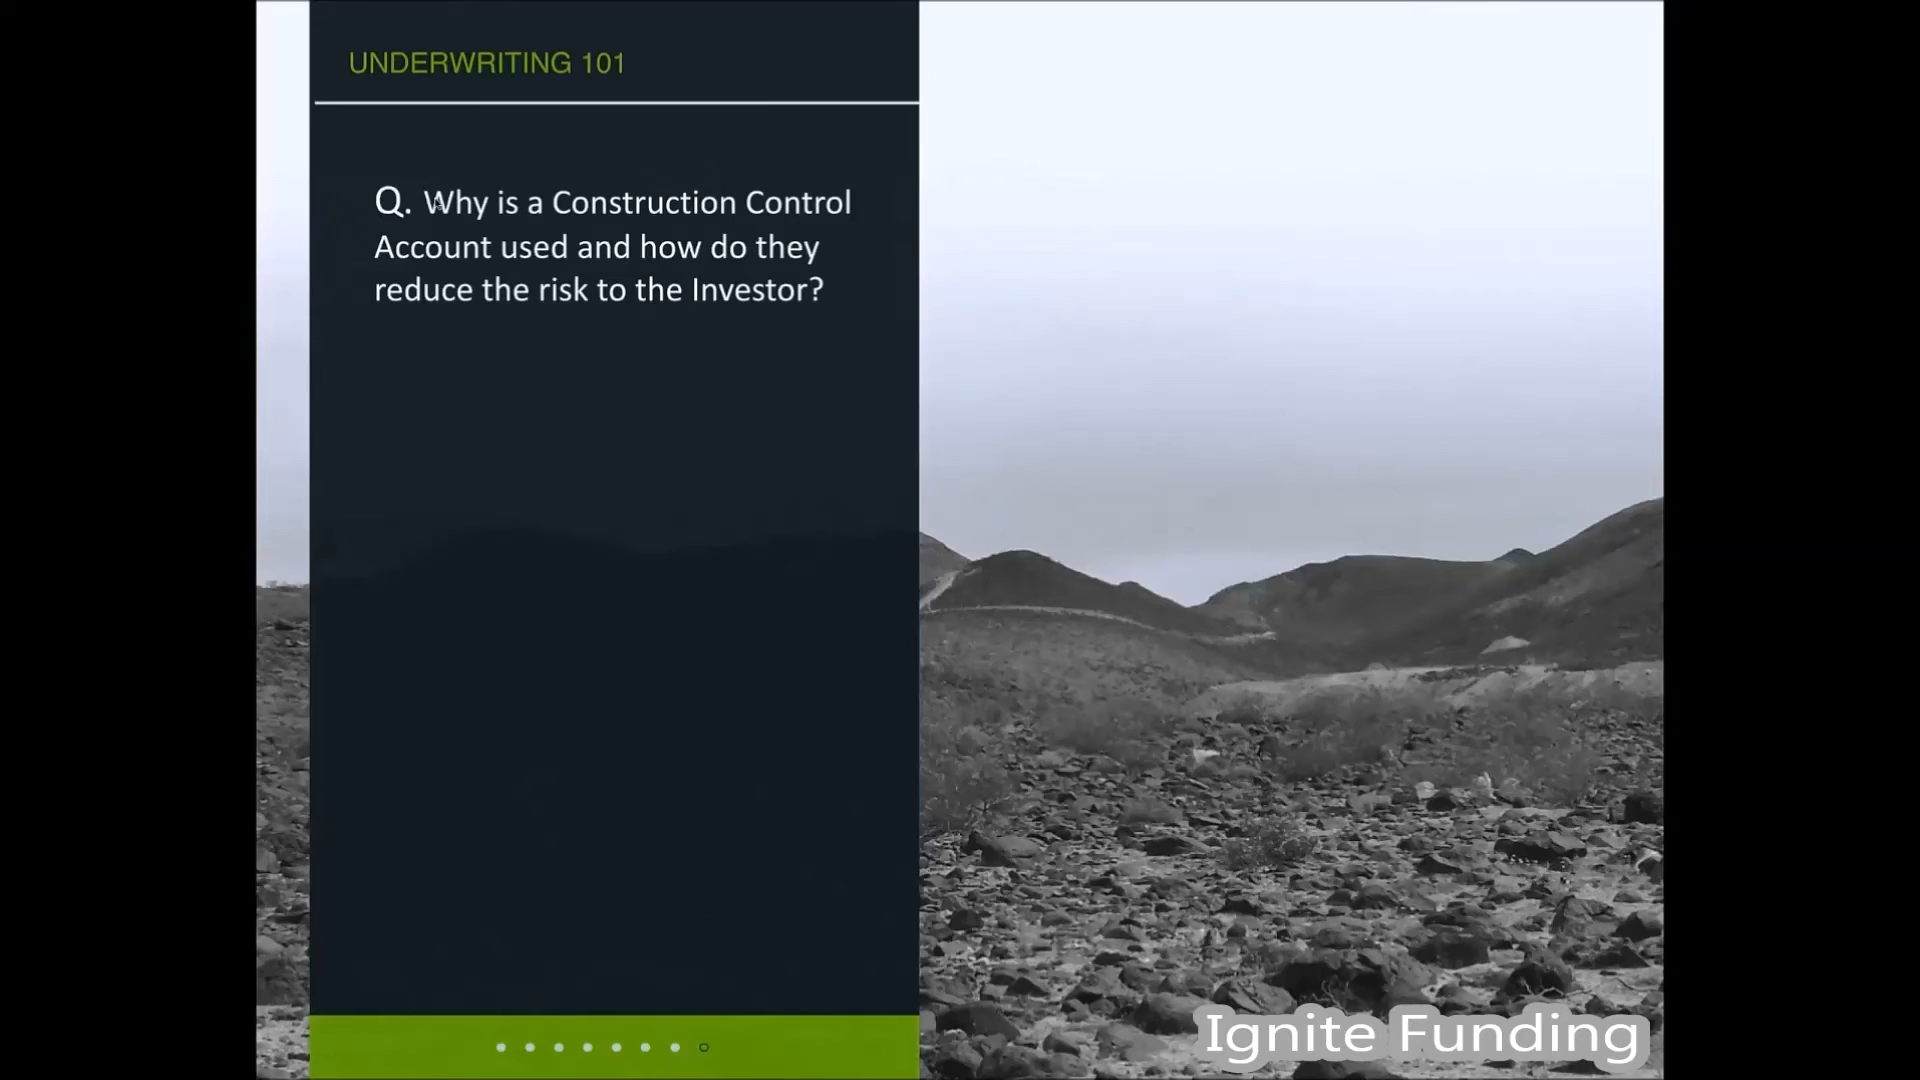 UNDERWRITING 101
Q. Why is a Construction Control
Account used and how do they
reduce the risk to the Investor?
Ignite Funding